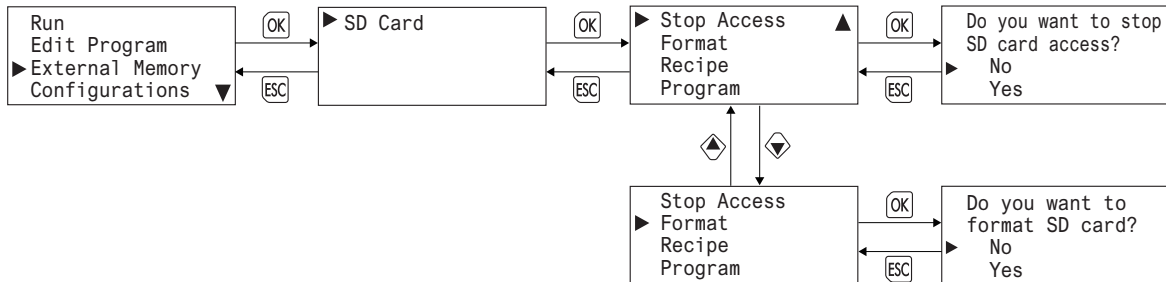 Run
Edit Program
External Memory
Configurations
OK
ESC
SD Card
OK
ESC
Stop Access
Format
Recipe
Program
OK
ESC
Do you want to stop
SD card access?
No
Yes
Stop Access
Format
Recipe
Program
OK
ESC
Do you want to
format SD card?
No
Yes